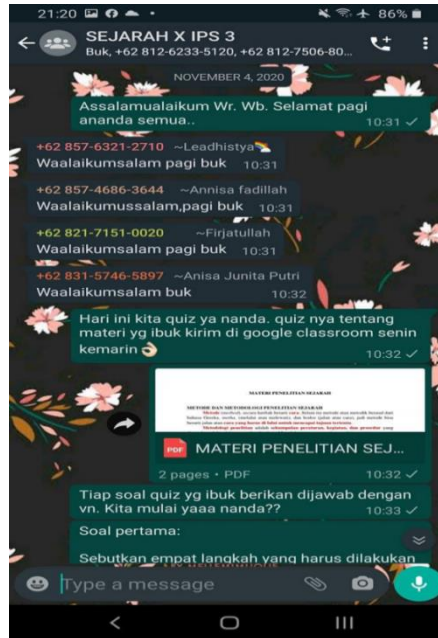 21:20
86%
SEJARAH X IPS 3
Buk, +62 812-6233-5120, +62 812-7506-80...
NOVEMBER 4, 2020
Assalamualaikum Wr. Wb. Selamat pagi
ananda semua..
10:31
+62 857-6321-2710 ~Leadhistya
Waalaikumsalam pagi buk 10:31
+62 857-4686-3644 ~Annisa fadillah
Waalaikumussalam,pagi buk 10:31
+62 821-7151-0020 ~Firjatullah
Waalaikumsalam pagi buk 10:31
+62 831-5746-5897 ~Anisa Junita Putri
Waalaikumsalam buk 10:32
Hari ini kita quiz ya nanda. quiz nya tentang
materi yg ibuk kirim di google classroom senin
kemarin 👌
10:32
MATERI PENELITIAN SEJARAH
METODE DAN METODOLOGI PENELITIAN SEJARAH
PDF
MATERI PENELITIAN SEJ...
2 pages • PDF 10:32
Tiap soal quiz yg ibuk berikan dijawab dengan
vn. Kita mulai yaaa nanda?? 10:33
Soal pertama:
Sebutkan empat langkah yang harus dilakukan
Type a message